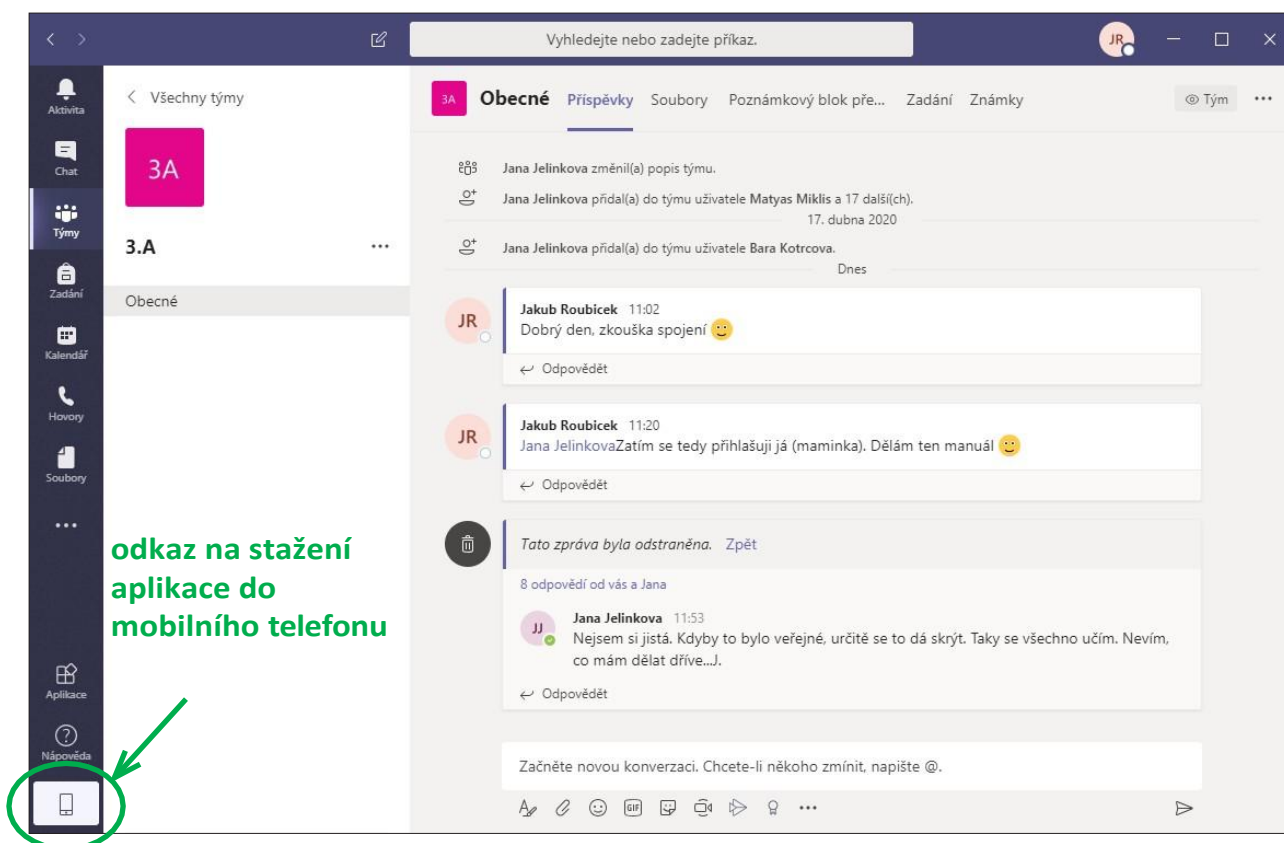 Vyhledejte nebo zadejte příkaz.
JR
Aktivita
Chat
Týmy
Zadání
Kalendář
Hovory
Soubory
Aplikace
Nápověda
Všechny týmy
3A
3.A
Obecné
odkaz na stažení
aplikace do
mobilního telefonu
3A Obecné Příspěvky Soubory Poznámkový blok pře... Zadání Známky Tým
Jana Jelinkova změnil(a) popis týmu.
Jana Jelinkova přidal(a) do týmu uživatele Matyas Miklis a 17 další(ch).
17. dubna 2020
Jana Jelinkova přidal(a) do týmu uživatele Bara Kotrcova.
Dnes
JR
Jakub Roubicek 11:02
Dobrý den, zkouška spojení
Odpovědět
JR
Jakub Roubicek 11:20
Jana JelinkovaZatím se tedy přihlašuji já (maminka). Dělám ten manuál
Odpovědět
Tato zpráva byla odstraněna. Zpět
8 odpovědí od vás a Jana
JJ
Jana Jelinkova 11:53
Nejsem si jistá. Kdyby to bylo veřejné, určitě se to dá skrýt. Taky se všechno učím. Nevím,
co mám dělat dříve...J.
Odpovědět
Začněte novou konverzaci. Chcete-li někoho zmínit, napište @.
GIF